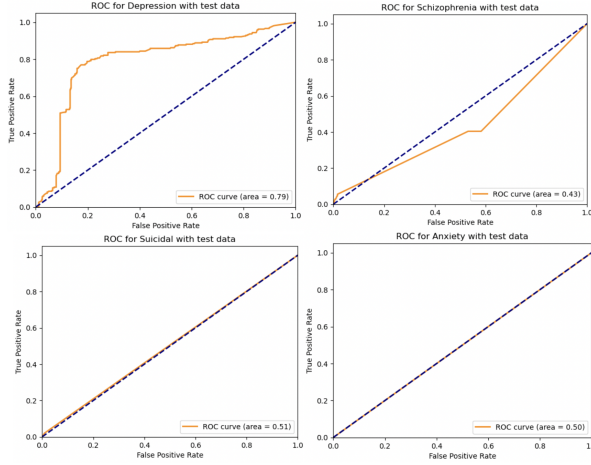 ROC for Depression with test data
1.0
0.8
0.6
0.4
0.2
0.0
True Positive Rate
ROC curve (area = 0.79)
0.0 0.2 0.4 0.6 0.8 1.0
False Positive Rate
ROC for Schizophrenia with test data
1.0
0.8
0.6
0.4
0.2
0.0
True Positive Rate
ROC curve (area = 0.43)
0.0 0.2 0.4 0.6 0.8 1.0
False Positive Rate
ROC for Suicidal with test data
1.0
0.8
0.6
0.4
0.2
0.0
True Positive Rate
ROC curve (area = 0.51)
0.0 0.2 0.4 0.6 0.8 1.0
False Positive Rate
ROC for Anxiety with test data
1.0
0.8
0.6
0.4
0.2
0.0
True Positive Rate
ROC curve (area = 0.50)
0.0 0.2 0.4 0.6 0.8 1.0
False Positive Rate